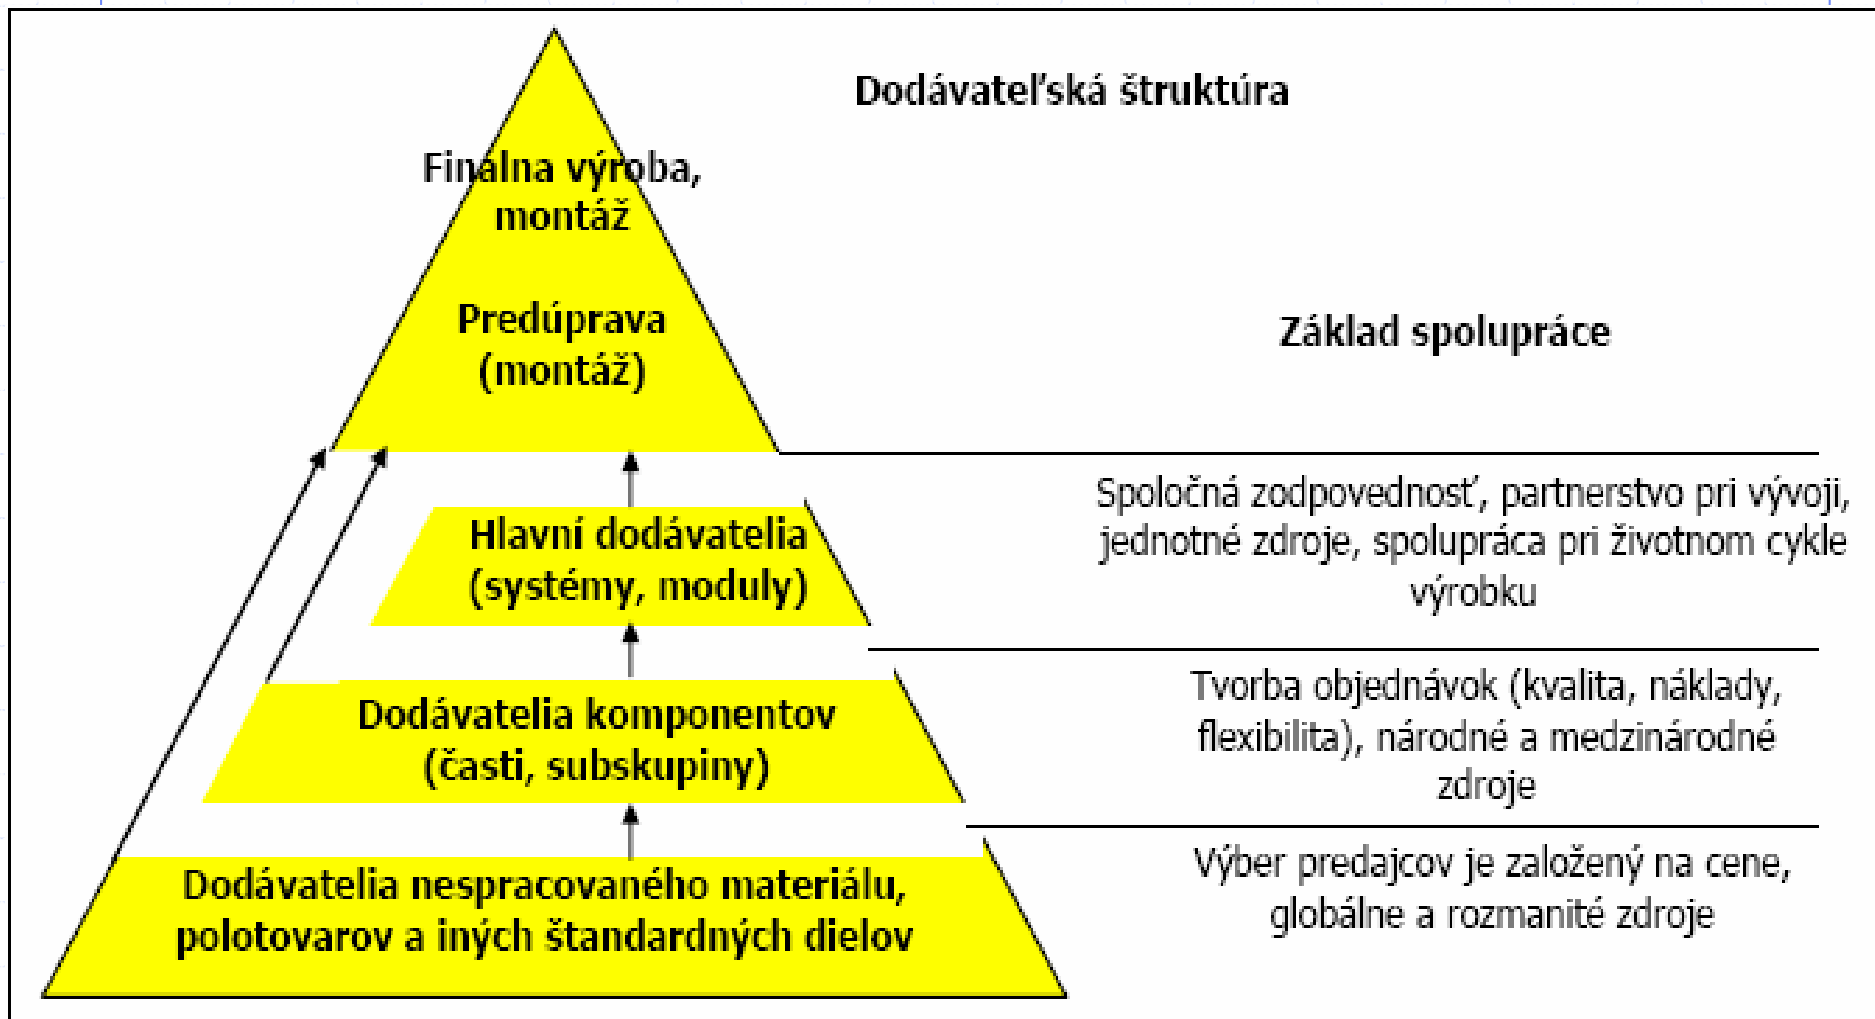 Dodávateľská štruktúra
Finálna výroba,
montáž
Predúprava
(montáž)
Základ spolupráce
Hlavní dodávatelia
(systémy, moduly)
Spoločná zodpovednosť, partnerstvo pri vývoji,
jednotné zdroje, spolupráca pri životnom cykle
výrobku
Dodávatelia komponentov
(časti, subskupiny)
Tvorba objednávok (kvalita, náklady,
flexibilita), národné a medzinárodné
zdroje
Dodávatelia nespracovaného materiálu,
polotovarov a iných štandardných dielov
Výber predajcov je založený na cene,
globálne a rozmanité zdroje